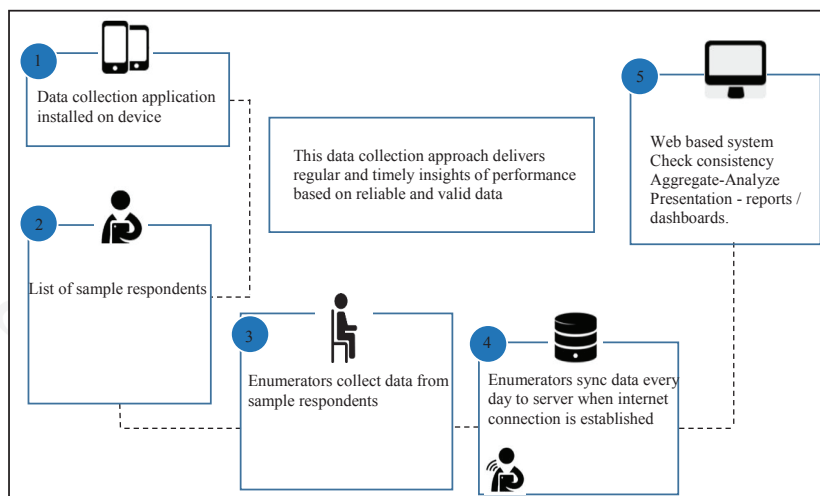 1
Data collection application
installed on device
2
List of sample respondents
This data collection approach delivers
regular and timely insights of performance
based on reliable and valid data
3
Enumerators collect data from
sample respondents
4
Enumerators sync data every
day to server when internet
connection is established
5
Web based system
Check consistency
Aggregate-Analyze
Presentation - reports /
dashboards.